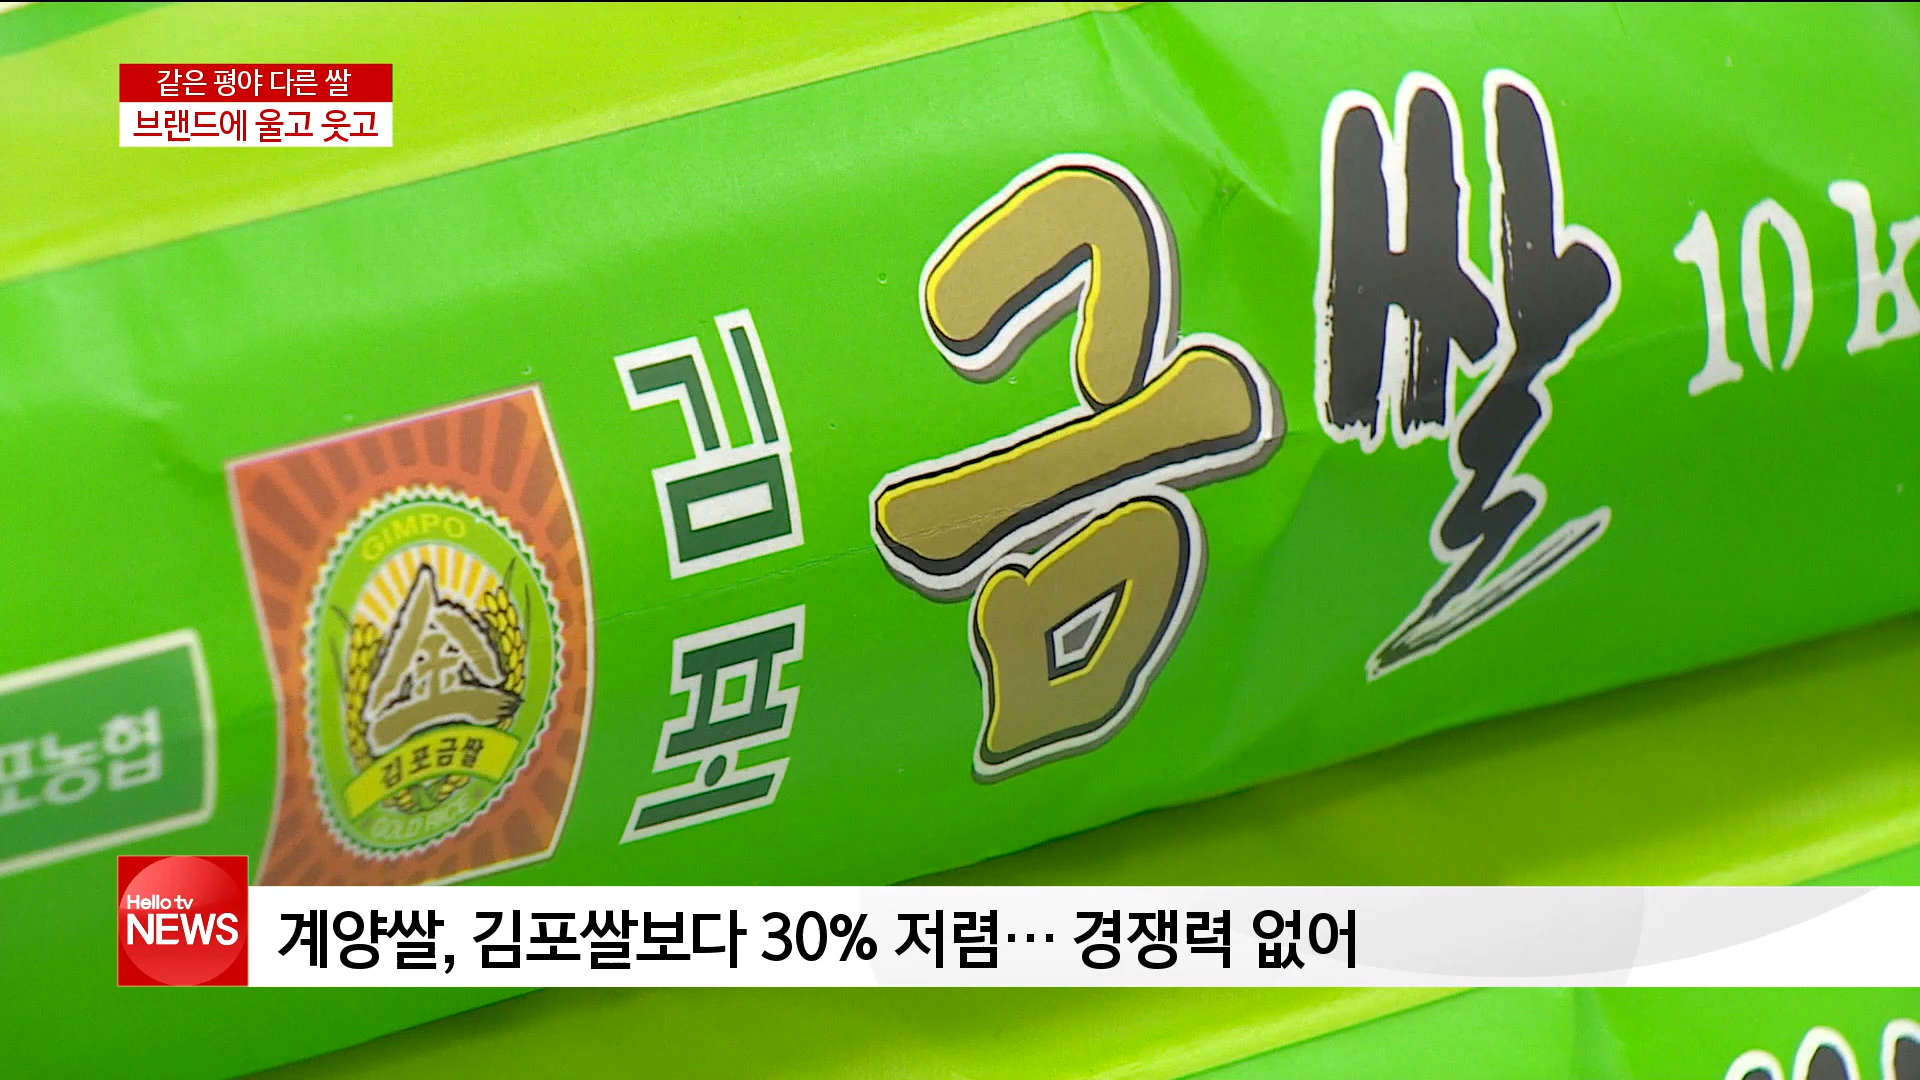 같은 평야 다른 쌀
브랜드에 울고 웃고
김포
금쌀
10k
GIMPO
金
김포금쌀
GOLD RICE
포농협
Hello tv
NEWS
계양쌀, 김포쌀보다 30% 저렴… 경쟁력 없어